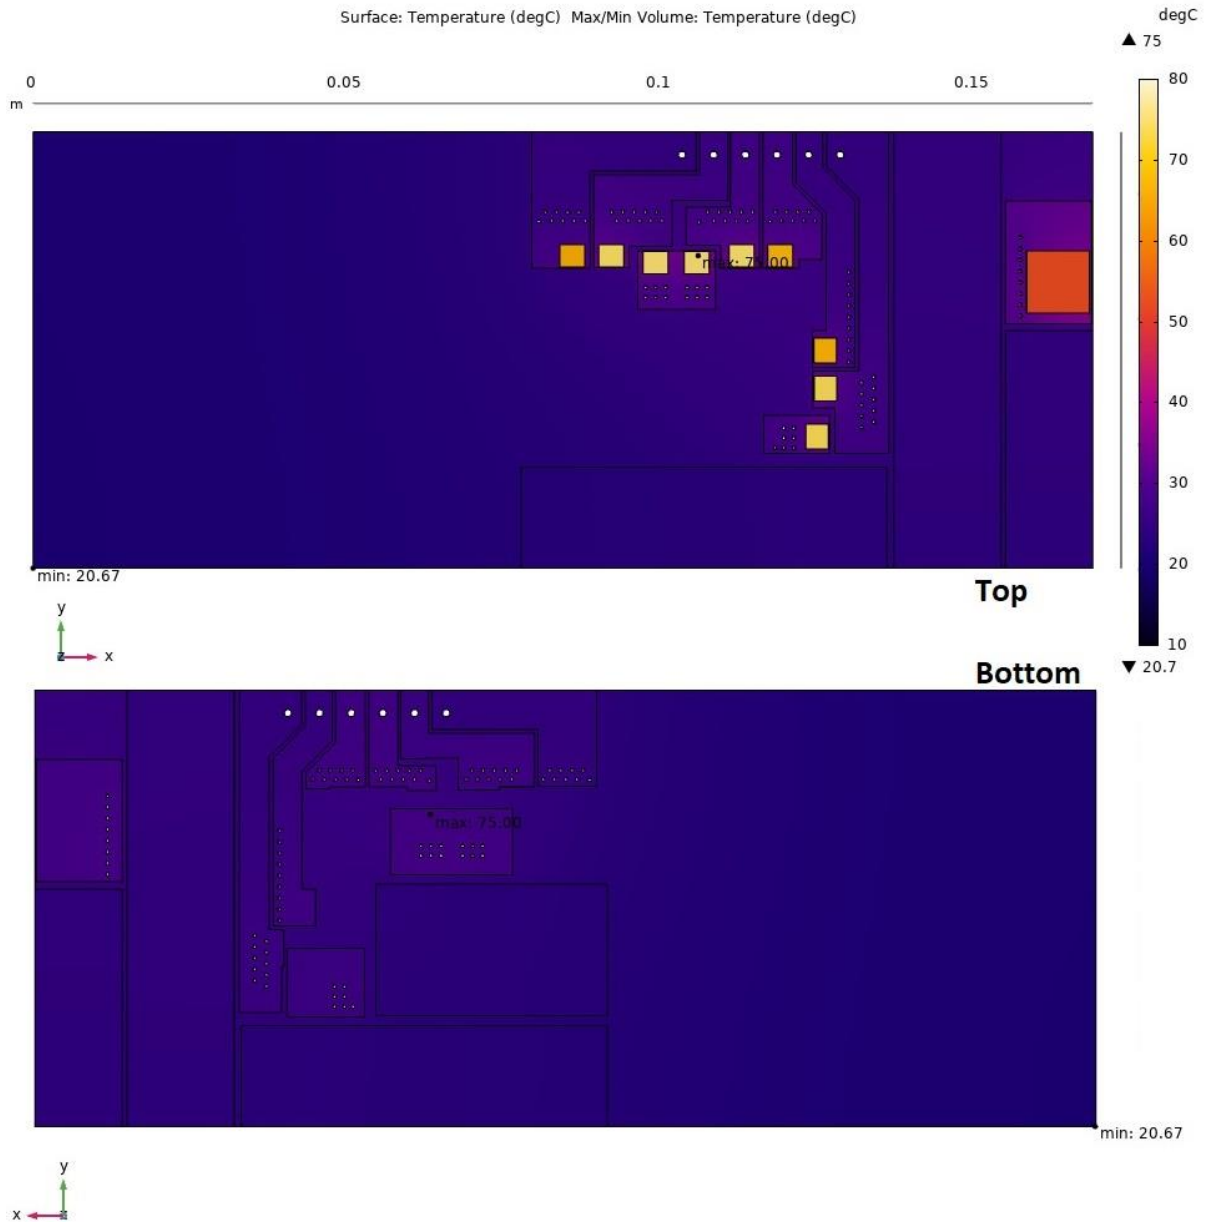 Surface: Temperature (degC) Max/Min Volume: Temperature (degC)
degC
75
0 0.05 0.1 0.15
m
80
70
60
50
40
30
20
10
20.7
max: 75.00
min: 20.67
Top
y
z x
Bottom
max: 75.00
min: 20.67
y
x z